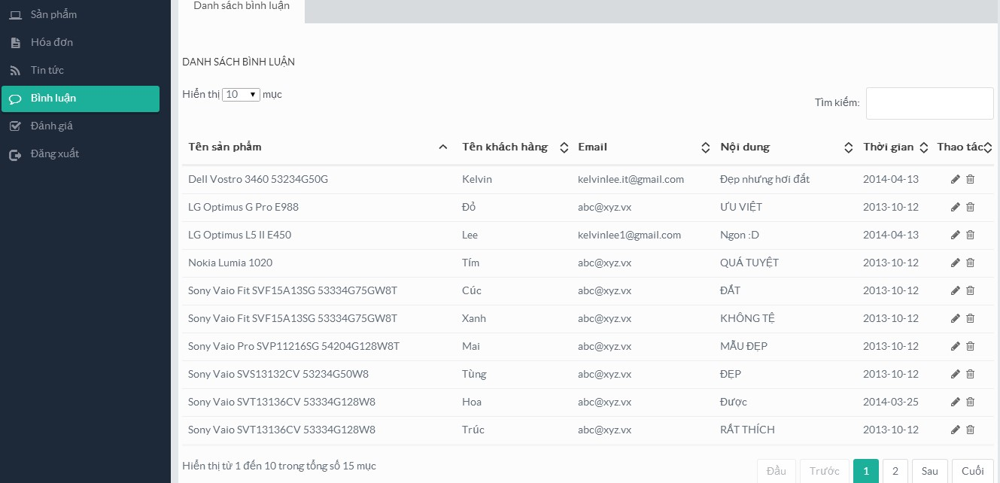 Sản phẩm
Hóa đơn
Tin tức
Bình luận
Đánh giá
Đăng xuất
Danh sách bình luận
DANH SÁCH BÌNH LUẬN
Hiển thị 10 mục
Tìm kiếm:
Tên sản phẩm Tên khách hàng Email Nội dung Thời gian Thao tác
Dell Vostro 3460 53234G50G Kelvin kelvinlee.it@gmail.com Đẹp nhưng hơi đắt 2014-04-13
LG Optimus G Pro E988 Đỏ abc@xyz.vx ƯU VIỆT 2013-10-12
LG Optimus L5 II E450 Lee kelvinlee1@gmail.com Ngon :D 2014-04-13
Nokia Lumia 1020 Tím abc@xyz.vx QUÁ TUYỆT 2013-10-12
Sony Vaio Fit SVF15A13SG 53334G75GW8T Cúc abc@xyz.vx ĐẮT 2013-10-12
Sony Vaio Fit SVF15A13SG 53334G75GW8T Xanh abc@xyz.vx KHÔNG TỆ 2013-10-12
Sony Vaio Pro SVP11216SG 54204G128W8T Mai abc@xyz.vx MẪU ĐẸP 2013-10-12
Sony Vaio SVS13132CV 53234G50W8 Tùng abc@xyz.vx ĐẸP 2013-10-12
Sony Vaio SVT13136CV 53334G128W8 Hoa abc@xyz.vx Được 2014-03-25
Sony Vaio SVT13136CV 53334G128W8 Trúc abc@xyz.vx RẤT THÍCH 2013-10-12
Hiển thị từ 1 đến 10 trong tổng số 15 mục
Đầu Trước 1 2 Sau Cuối